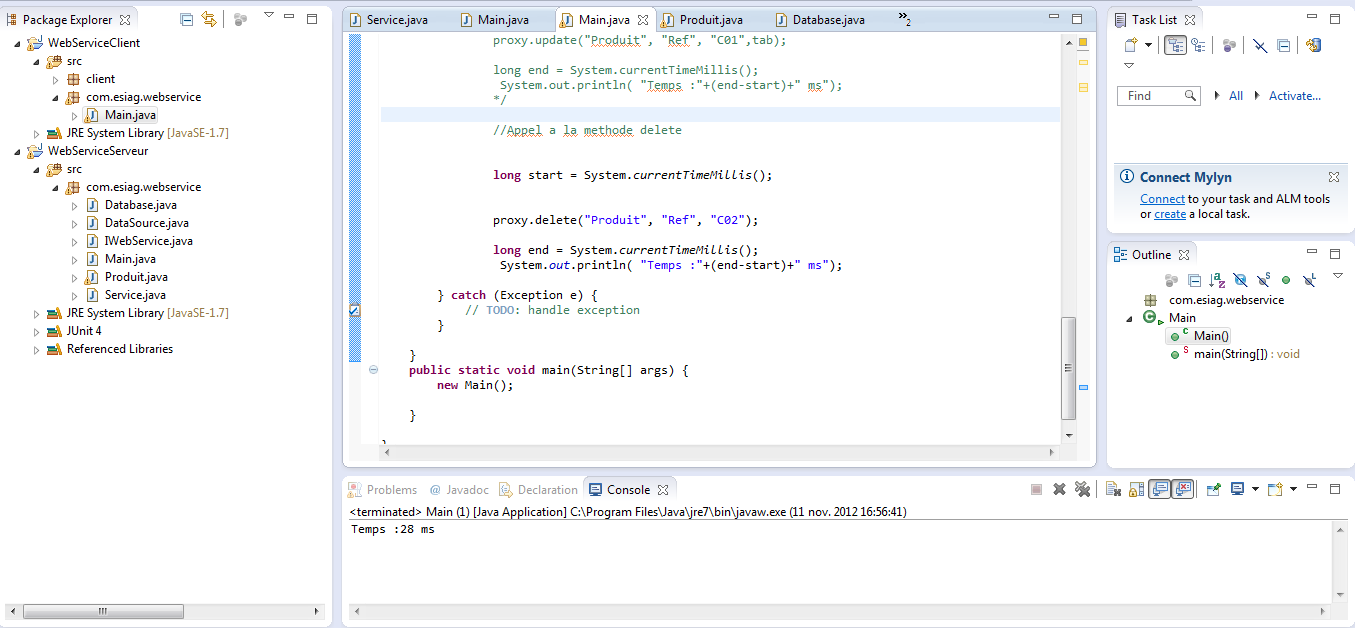 Package Explorer
WebServiceClient
src
client
com.esiag.webservice
Main.java
JRE System Library [JavaSE-1.7]
WebServiceServeur
src
com.esiag.webservice
Database.java
DataSource.java
IWebService.java
Main.java
Produit.java
Service.java
JRE System Library [JavaSE-1.7]
JUnit 4
Referenced Libraries
Service.java Main.java Main.java Produit.java Database.java »2
proxy.update("Produit", "Ref", "C01",tab);
long end = System.currentTimeMillis();
System.out.println( "Temps :"+(end-start)+" ms");
*/
//Appel a la methode delete
long start = System.currentTimeMillis();
proxy.delete("Produit", "Ref", "C02");
long end = System.currentTimeMillis();
System.out.println( "Temps :"+(end-start)+" ms");
} catch (Exception e) {
// TODO: handle exception
}
}
public static void main(String[] args) {
new Main();
}
Task List
Find All Activate...
Connect Mylyn
Connect to your task and ALM tools
or create a local task.
Outline
com.esiag.webservice
Main
Main()
main(String[]) : void
Problems @ Javadoc Declaration Console
<terminated> Main (1) [Java Application] C:\Program Files\Java\jre7\bin\javaw.exe (11 nov. 2012 16:56:41)
Temps :28 ms